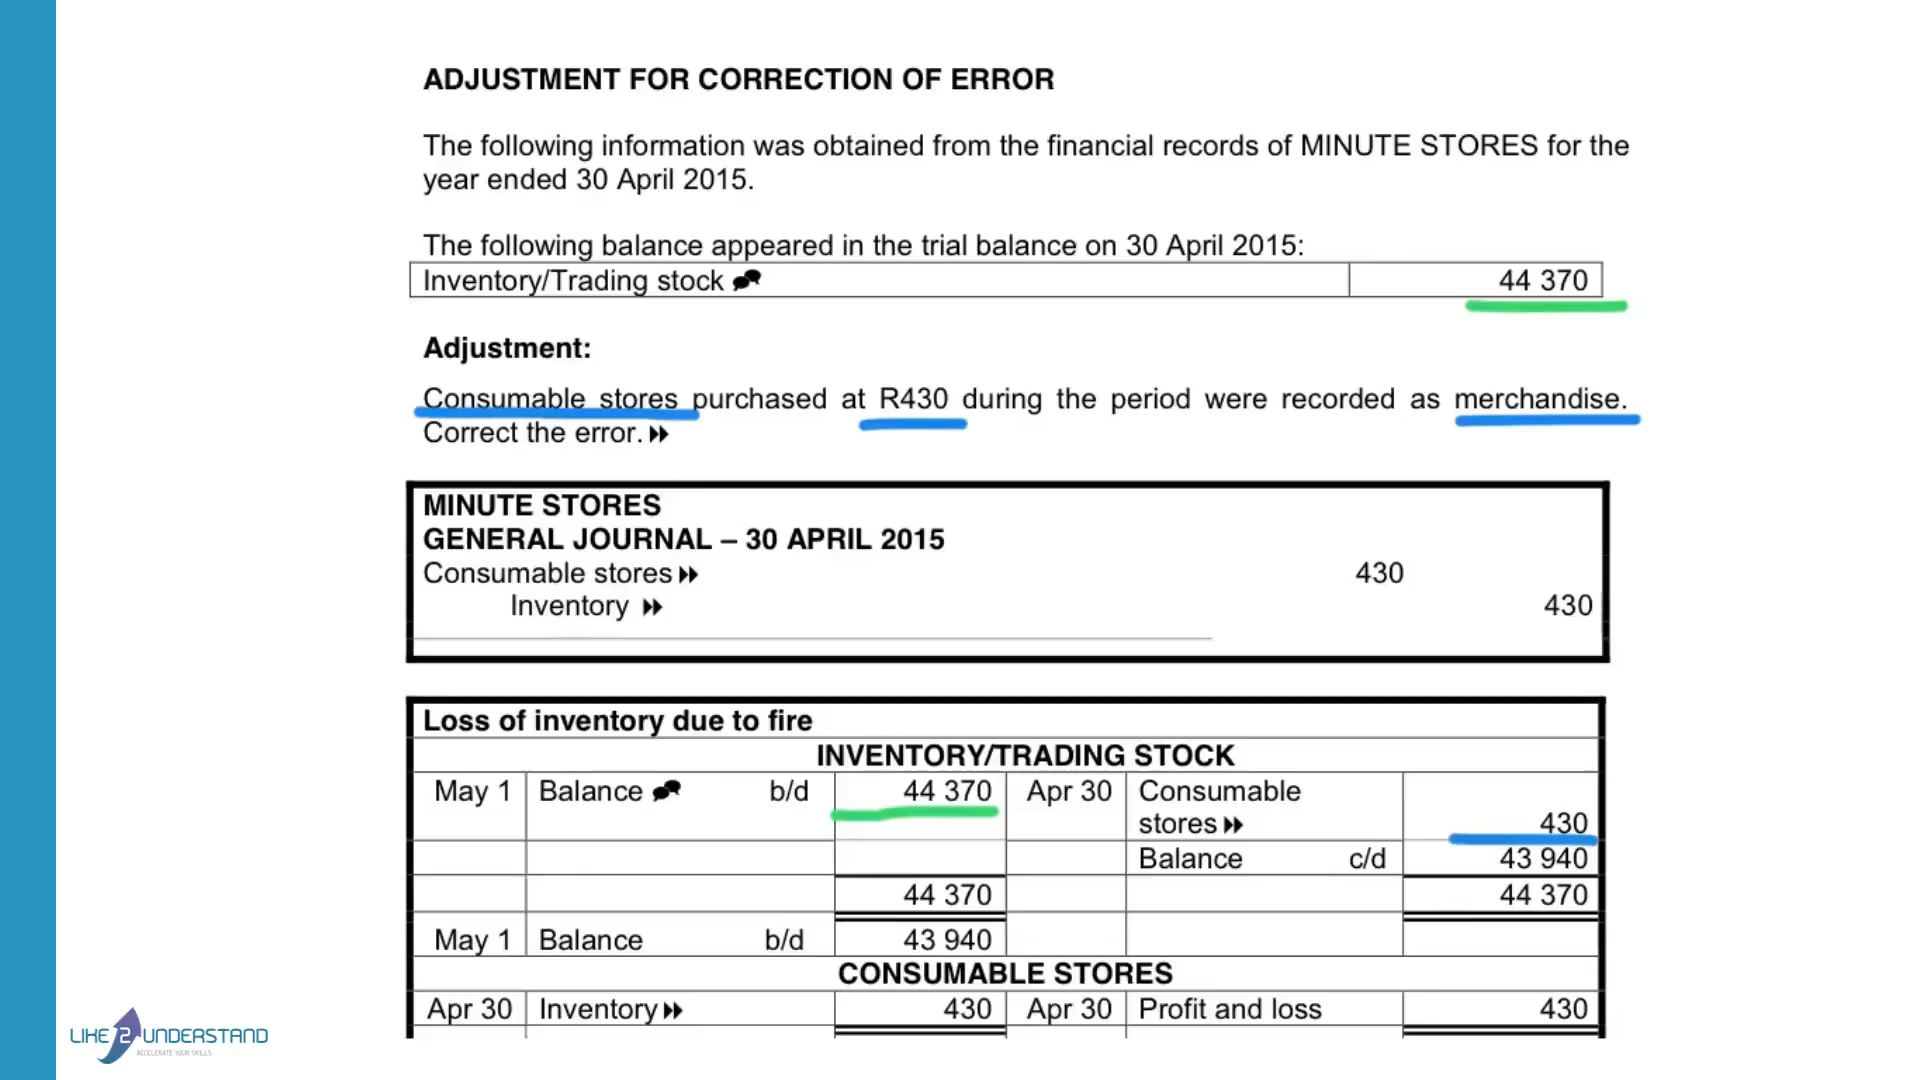 ADJUSTMENT FOR CORRECTION OF ERROR
The following information was obtained from the financial records of MINUTE STORES for the
year ended 30 April 2015.
The following balance appeared in the trial balance on 30 April 2015:
Inventory/Trading stock 44 370
Adjustment:
Consumable stores purchased at R430 during the period were recorded as merchandise.
Correct the error.
MINUTE STORES
GENERAL JOURNAL – 30 APRIL 2015
Consumable stores 430
Inventory 430
Loss of inventory due to fire
INVENTORY/TRADING STOCK
May 1 Balance b/d 44 370 Apr 30 Consumable
stores 430
Balance c/d 43 940
44 370 44 370
May 1 Balance b/d 43 940
CONSUMABLE STORES
Apr 30 Inventory 430 Apr 30 Profit and loss 430
LIKE 2 UNDERSTAND
ACCELERATE YOUR SKILLS